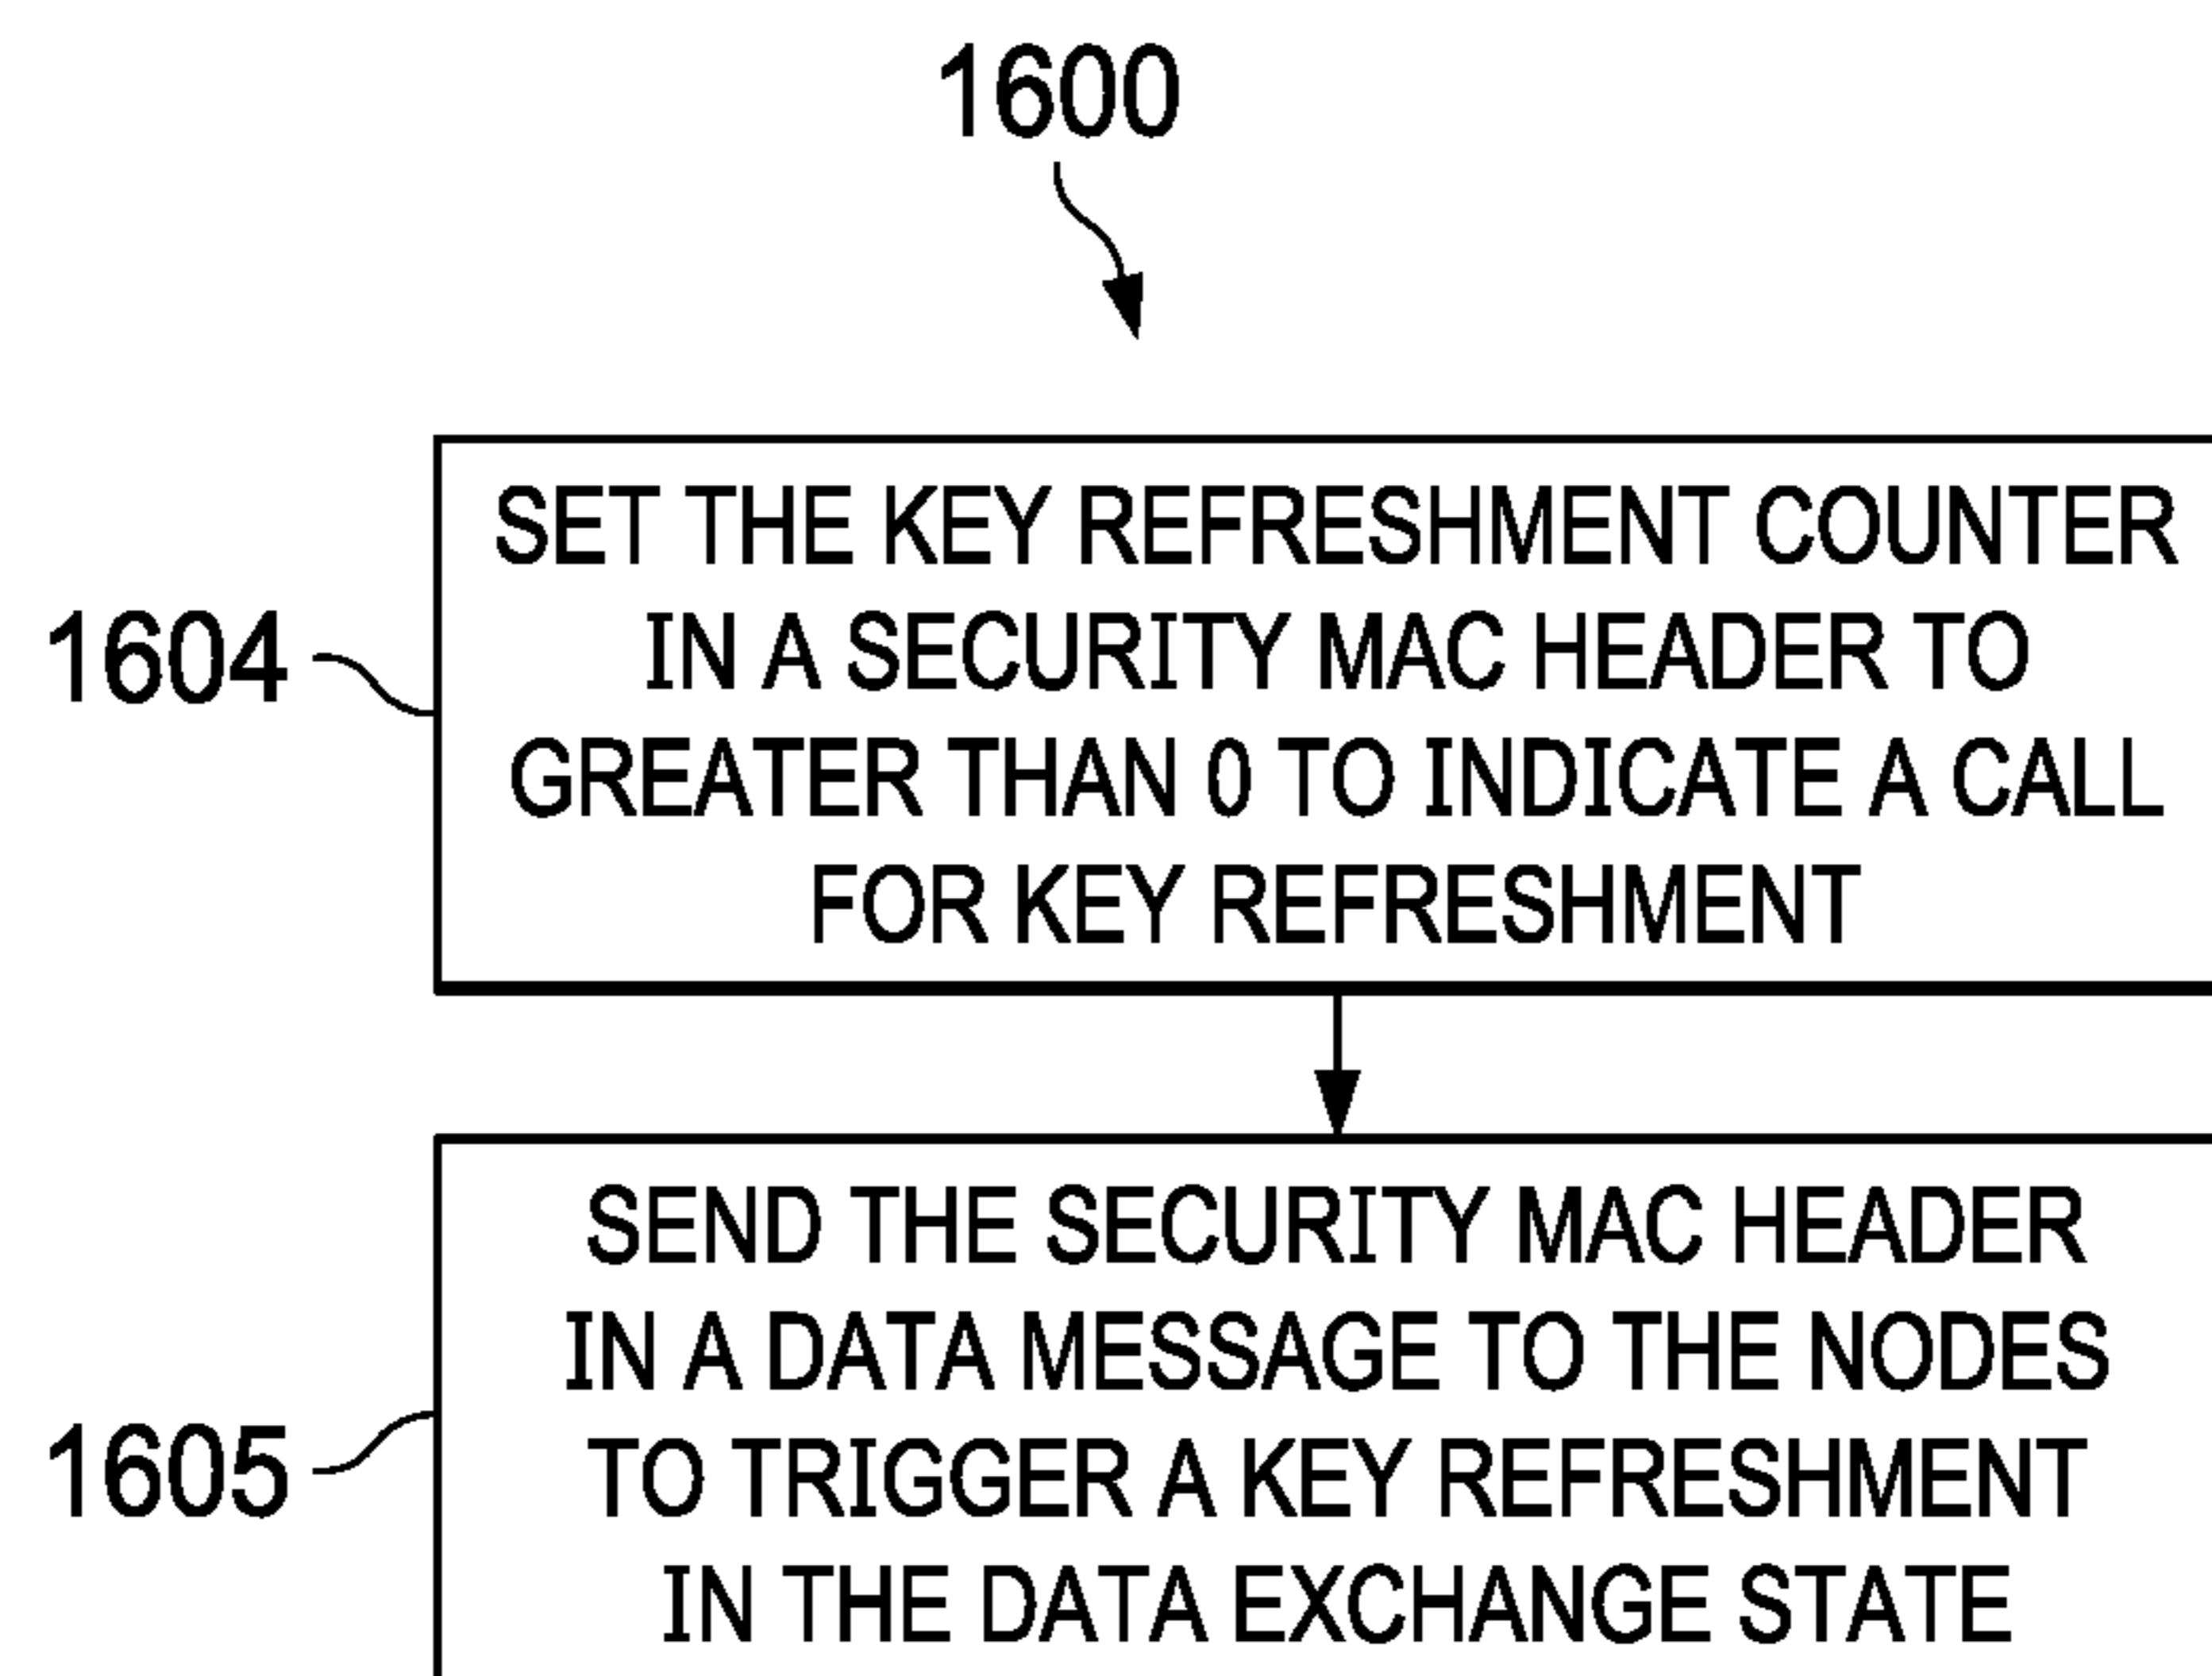 1600
SET THE KEY REFRESHMENT COUNTER
IN A SECURITY MAC HEADER TO
GREATER THAN 0 TO INDICATE A CALL
FOR KEY REFRESHMENT
1604
SEND THE SECURITY MAC HEADER
IN A DATA MESSAGE TO THE NODES
TO TRIGGER A KEY REFRESHMENT
IN THE DATA EXCHANGE STATE
1605